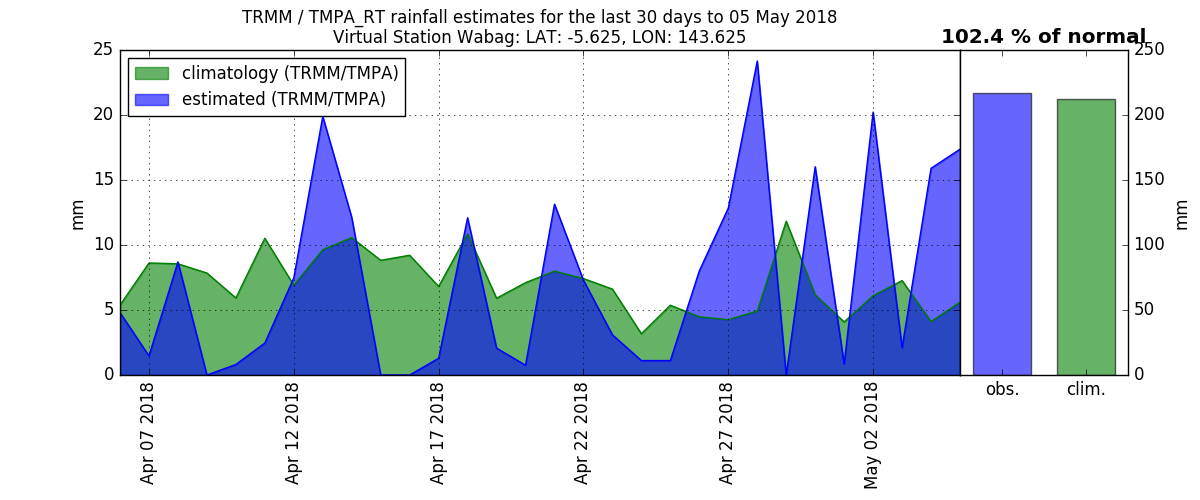 TRMM / TMPA_RT rainfall estimates for the last 30 days to 05 May 2018
Virtual Station Wabag: LAT: -5.625, LON: 143.625
102.4 % of normal
climatology (TRMM/TMPA)
estimated (TRMM/TMPA)
25
20
15
10
5
0
mm
250
200
150
100
50
0
mm
Apr 07 2018
Apr 12 2018
Apr 17 2018
Apr 22 2018
Apr 27 2018
May 02 2018
obs.
clim.